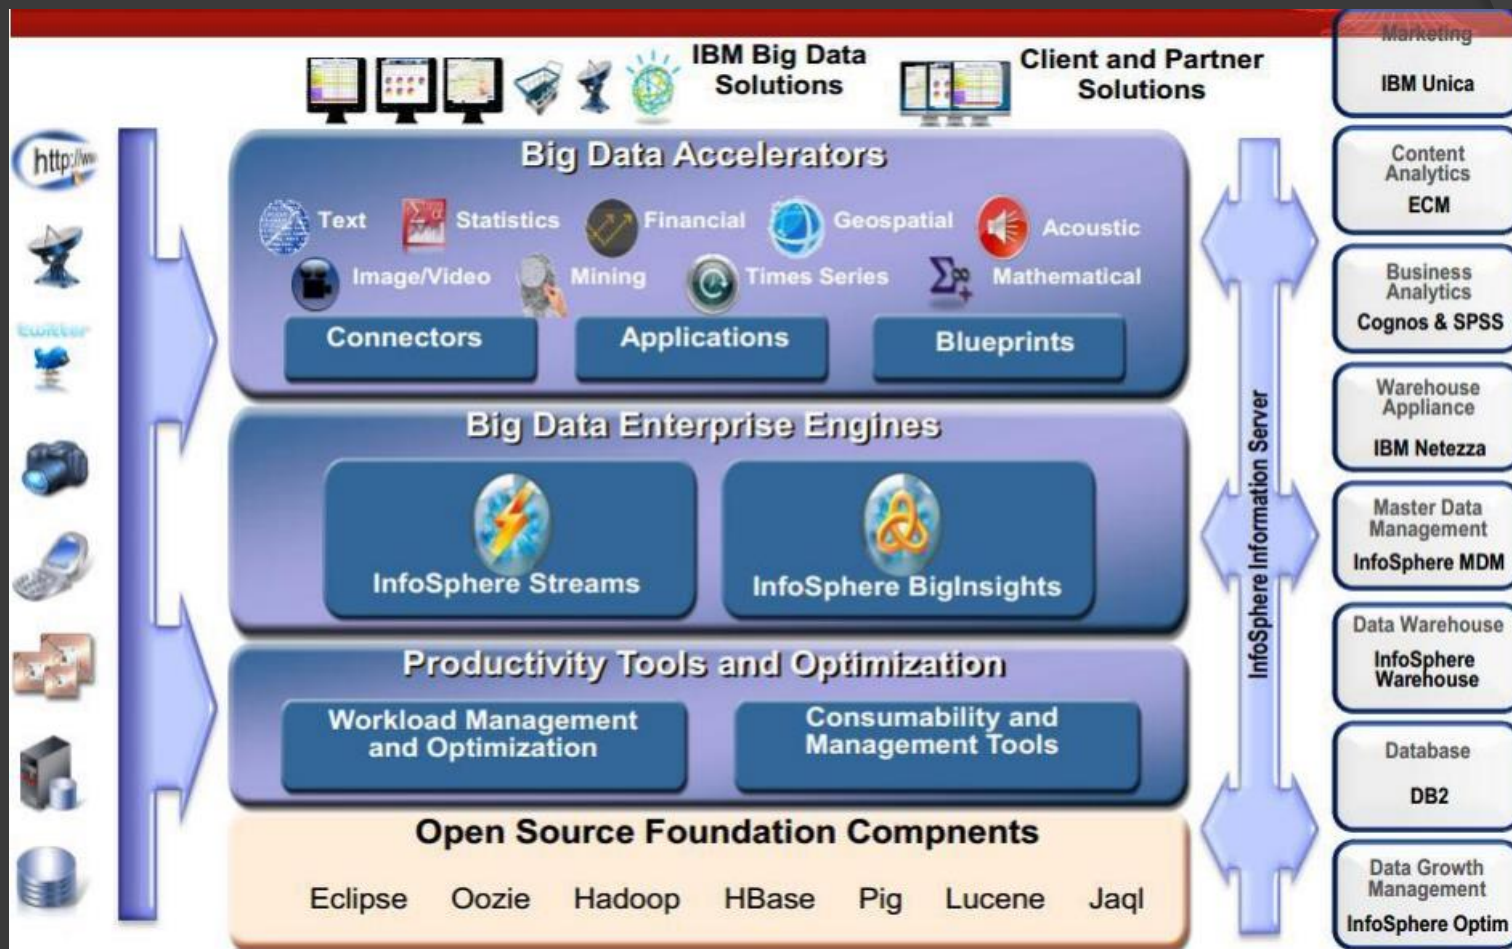 IBM Big Data
Solutions
Client and Partner
Solutions
http://ww
twitter
Big Data Accelerators
Text
Statistics
Financial
Geospatial
Acoustic
Image/Video
Mining
Times Series
Mathematical
Connectors
Applications
Blueprints
Big Data Enterprise Engines
InfoSphere Streams
InfoSphere BigInsights
Productivity Tools and Optimization
Workload Management
and Optimization
Consumability and
Management Tools
Open Source Foundation Compnents
Eclipse Oozie Hadoop HBase Pig Lucene Jaql
InfoSphere Information Server
Marketing
IBM Unica
Content
Analytics
ECM
Business
Analytics
Cognos & SPSS
Warehouse
Appliance
IBM Netezza
Master Data
Management
InfoSphere MDM
Data Warehouse
InfoSphere
Warehouse
Database
DB2
Data Growth
Management
InfoSphere Optim